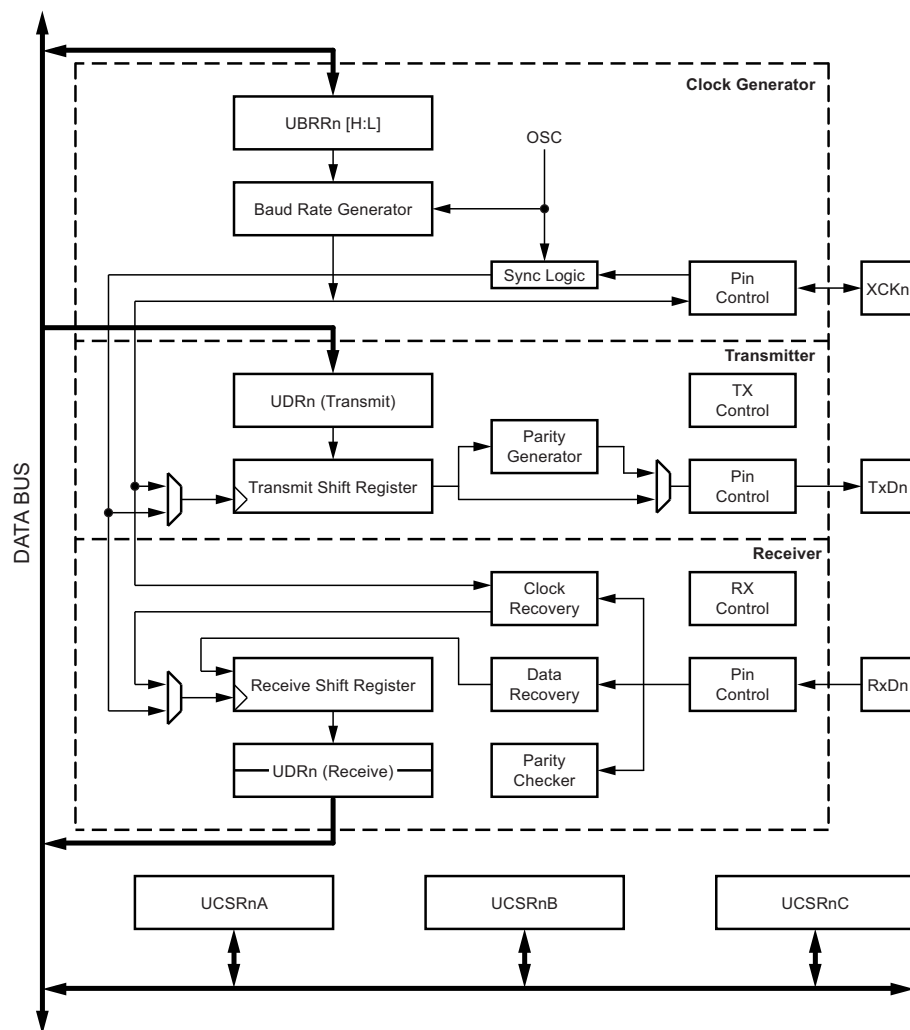 Clock Generator
UBRRn [H:L]
OSC
Baud Rate Generator
Sync Logic
Pin
Control
XCKn
Transmitter
UDRn (Transmit)
TX
Control
Parity
Generator
Transmit Shift Register
Pin
Control
TxDn
DATA BUS
Receiver
Clock
Recovery
RX
Control
Receive Shift Register
Data
Recovery
Pin
Control
RxDn
UDRn (Receive)
Parity
Checker
UCSRnA
UCSRnB
UCSRnC